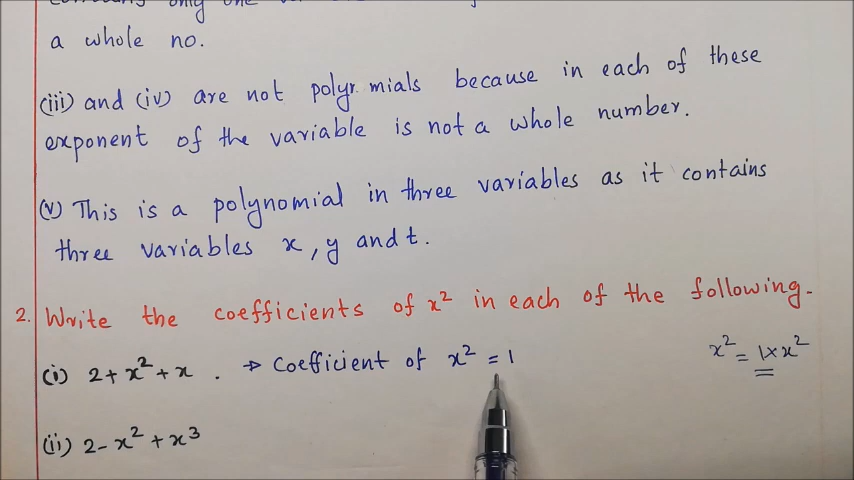 only one
a whole no.
(iii) and (iv) are not polyn mials because in each of these
exponent of the variable is not a whole number.
(v) This is a polynomial in three variables as it contains
three variables x, y and t.
2. Write the coefficients of x² in each of the following.
(i) 2 + x² + x . → Coefficient of x² = 1
x² = 1 × x²
(ii) 2 - x² + x³